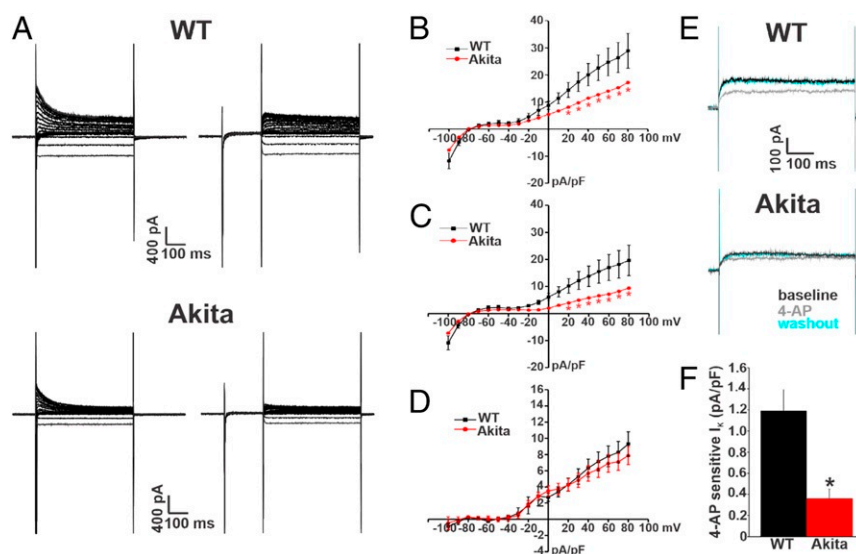 A
WT
400 pA
100 ms
Akita
400 pA
100 ms
B
WT
Akita
40
30
20
10
-10
-20
-100 -80 -60 -40 -20
20 40 60 80 100 mV
pA/pF
C
WT
Akita
40
30
20
10
-10
-20
-100 -80 -60 -40 -20
20 40 60 80 100 mV
pA/pF
D
WT
Akita
16
14
12
10
8
6
4
2
-2
-4
-100 -80 -60 -40 -20
20 40 60 80 100 mV
pA/pF
E
WT
100 pA
100 ms
Akita
baseline
4-AP
washout
F
4-AP sensitive IK (pA/pF)
1.6
1.4
1.2
1.0
0.8
0.6
0.4
0.2
0
*
WT Akita